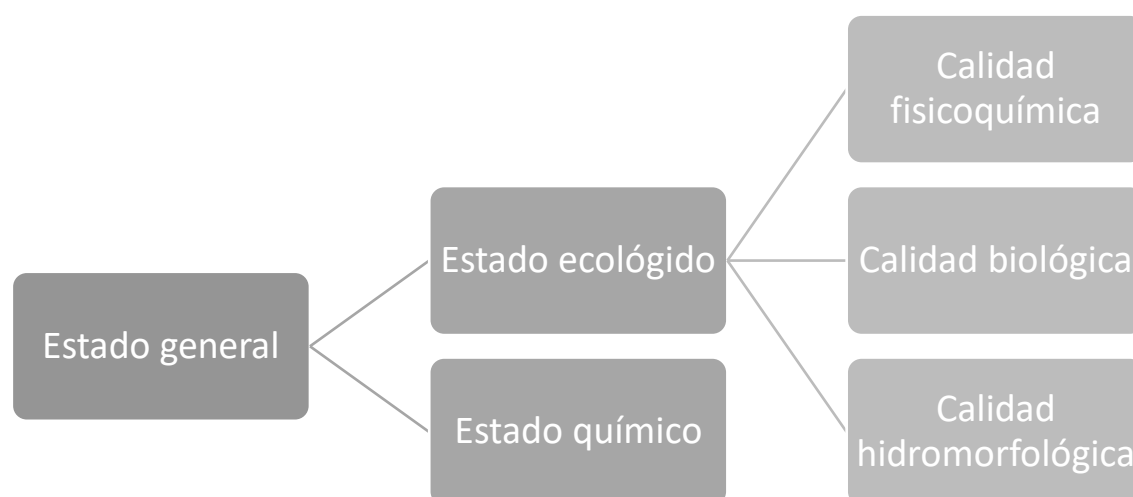 Estado general
Estado ecológido
Estado químico
Calidad
fisicoquímica
Calidad biológica
Calidad
hidromorfológica